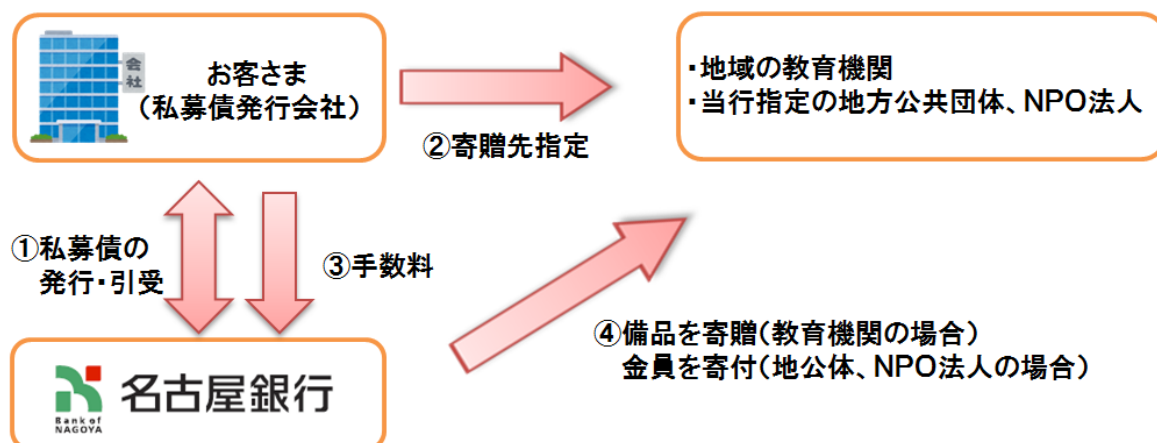 会
社
お客さま
（私募債発行会社）
②寄贈先指定
・地域の教育機関
・当行指定の地方公共団体、NPO法人
①私募債の
発行・引受
③手数料
④備品を寄贈（教育機関の場合）
金員を寄付（地公体、NPO法人の場合）
Bank of
NAGOYA
名古屋銀行